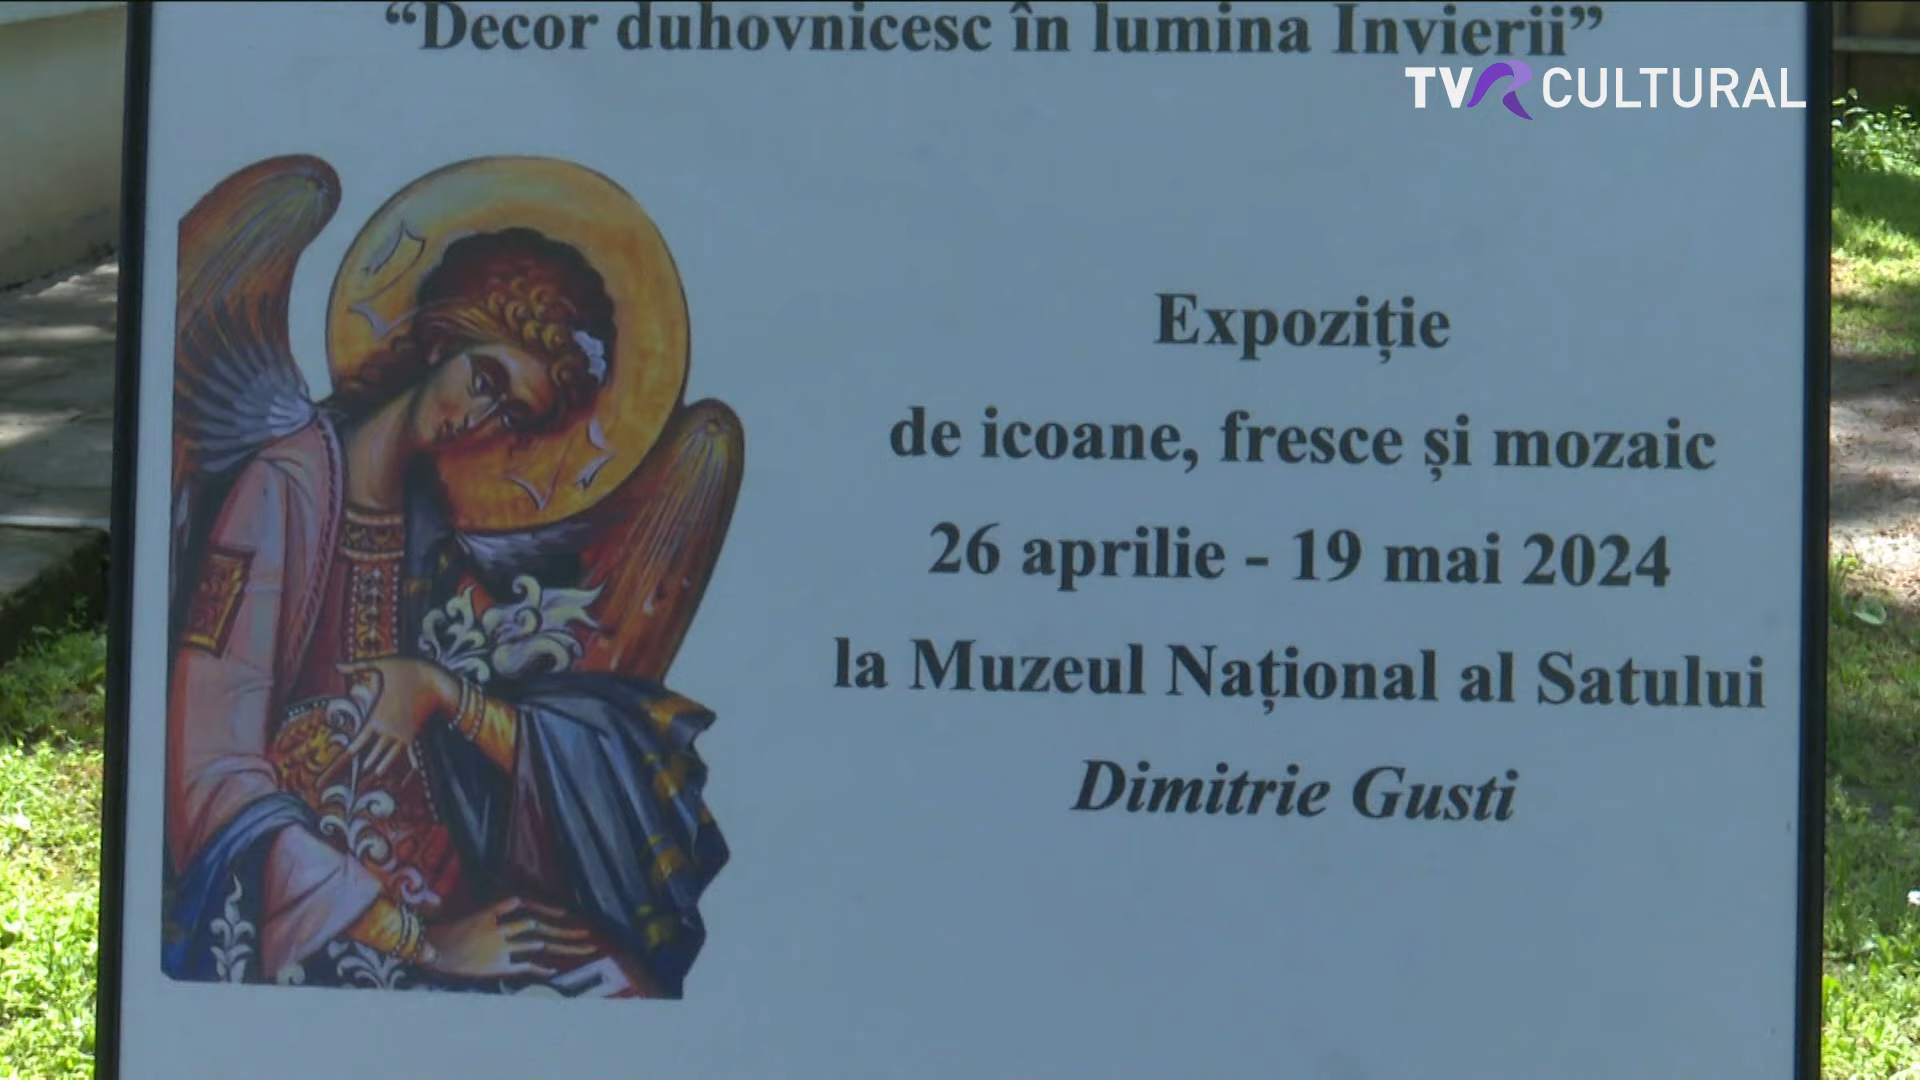 “Decor duhovnicesc în lumina Invierii”
TVR CULTURAL
Expoziție
de icoane, fresce și mozaic
26 aprilie - 19 mai 2024
la Muzeul Național al Satului
Dimitrie Gusti